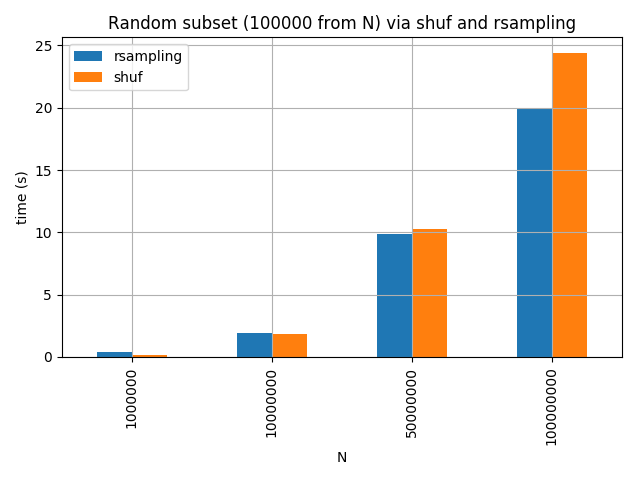 Random subset (100000 from N) via shuf and rsampling
rsampling
shuf
25
20
15
10
5
0
time (s)
1000000
10000000
50000000
100000000
N